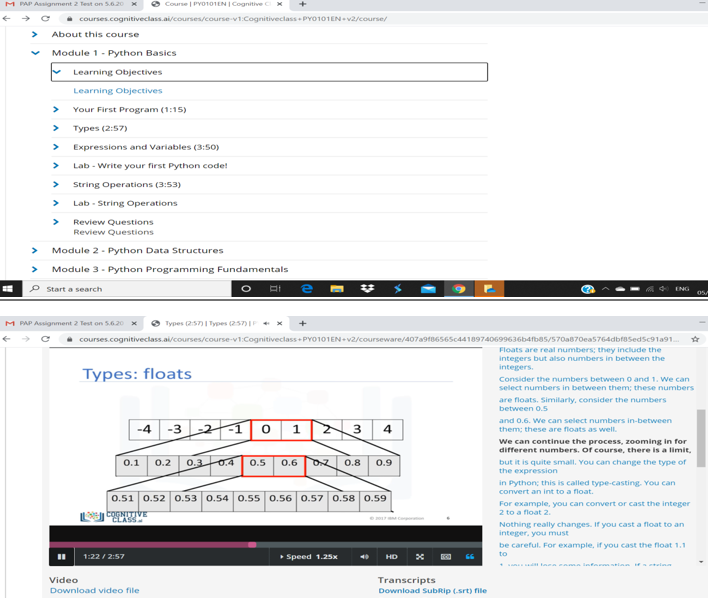 PAP Assignment 2 Test on 5.6.20
Course | PY0101EN | Cognitive C
courses.cognitiveclass.ai/courses/course-v1:Cognitiveclass+PY0101EN+v2/course/
About this course
Module 1 - Python Basics
Learning Objectives
Learning Objectives
Your First Program (1:15)
Types (2:57)
Expressions and Variables (3:50)
Lab - Write your first Python code!
String Operations (3:53)
Lab - String Operations
Review Questions
Review Questions
Module 2 - Python Data Structures
Module 3 - Python Programming Fundamentals
Start a search
ENG
05/
PAP Assignment 2 Test on 5.6.20
Types (2:57) | Types (2:57) | P
courses.cognitiveclass.ai/courses/course-v1:Cognitiveclass+PY0101EN+v2/courseware/407a9f86565c44189740699636b4fb85/570a870ea5764dbf85ed5c91a91...
Types: floats
-4 -3 -2 -1 0 1 2 3 4
0.1 0.2 0.3 0.4 0.5 0.6 0.7 0.8 0.9
0.51 0.52 0.53 0.54 0.55 0.56 0.57 0.58 0.59
COGNITIVE
CLASS.ai
© 2017 IBM Corporation
6
1:22 / 2:57
Speed 1.25x
HD
Video
Download video file
Transcripts
Download SubRip (.srt) file
Floats are real numbers; they include the
integers but also numbers in between the
integers.
Consider the numbers between 0 and 1. We can
select numbers in between them; these numbers
are floats. Similarly, consider the numbers
between 0.5
and 0.6. We can select numbers in-between
them; these are floats as well.
We can continue the process, zooming in for
different numbers. Of course, there is a limit,
but it is quite small. You can change the type of
the expression
in Python; this is called type-casting. You can
convert an int to a float.
For example, you can convert or cast the integer
2 to a float 2.
Nothing really changes. If you cast a float to an
integer, you must
be careful. For example, if you cast the float 1.1
to
1, you will lose some information. If a string